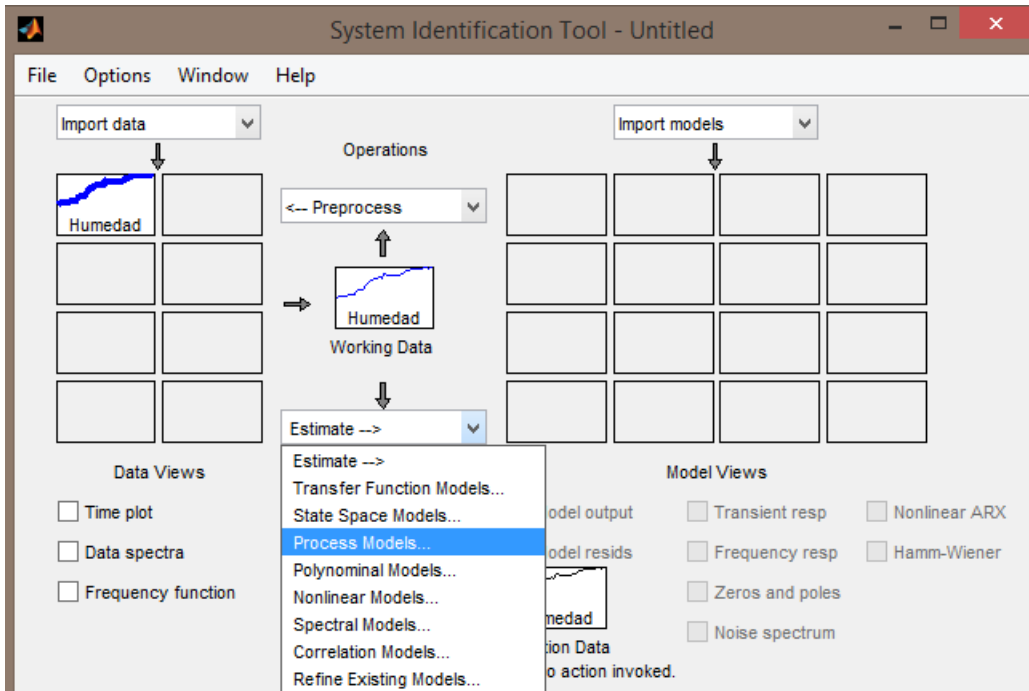 System Identification Tool - Untitled
File Options Window Help
Import data
Import models
Operations
<-- Preprocess
Humedad
Humedad
Working Data
Estimate -->
Estimate -->
Transfer Function Models...
State Space Models...
Process Models...
Polynominal Models...
Nonlinear Models...
Spectral Models...
Correlation Models...
Refine Existing Models...
Data Views
Time plot
Data spectra
Frequency function
Model Views
odel output
Transient resp
Nonlinear ARX
odel resids
Frequency resp
Hamm-Wiener
Zeros and poles
Noise spectrum
medad
tion Data
o action invoked.